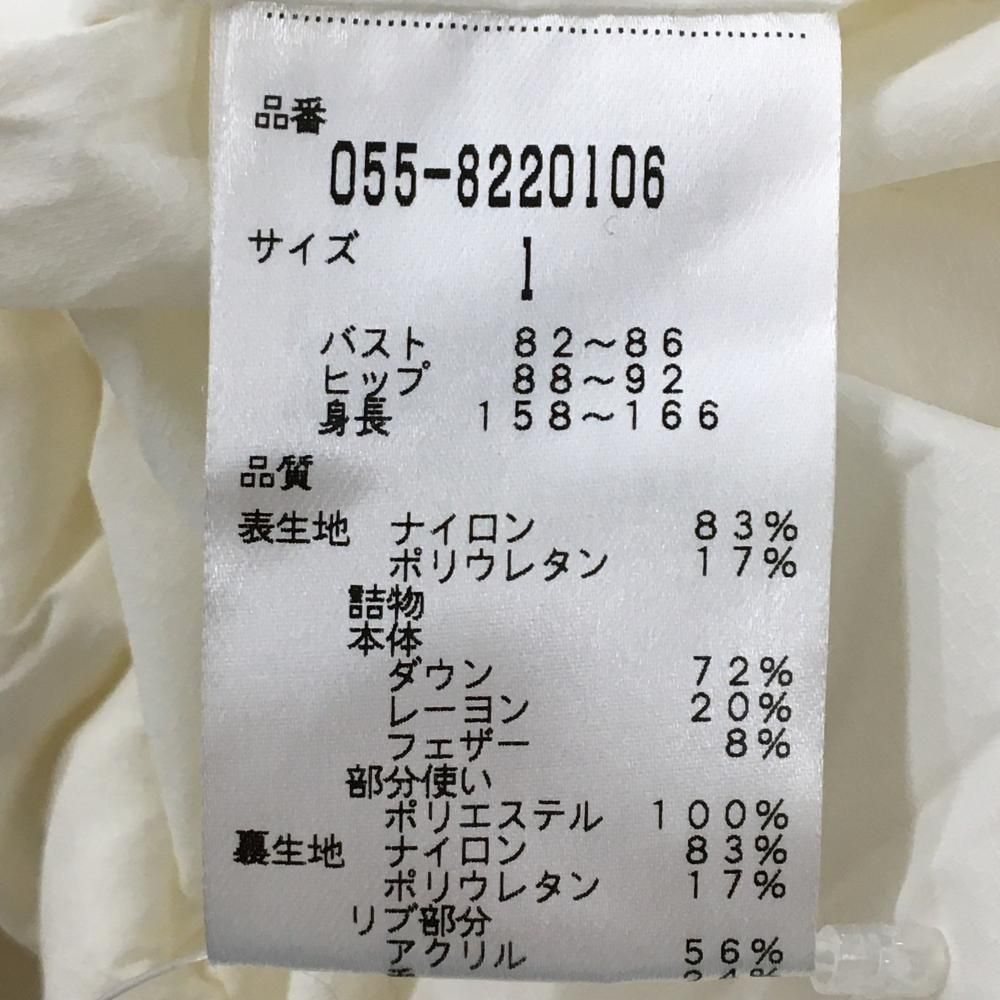 品番
055-8220106
サイズ 1
バスト 82〜86
ヒップ 88〜92
身長 158〜166
品質
表生地 ナイロン 83%
ポリウレタン 17%
詰物
本体
ダウン 72%
レーヨン 20%
フェザー 8%
部分使い
ポリエステル 100%
裏生地 ナイロン 83%
ポリウレタン 17%
リブ部分
アクリル 56%